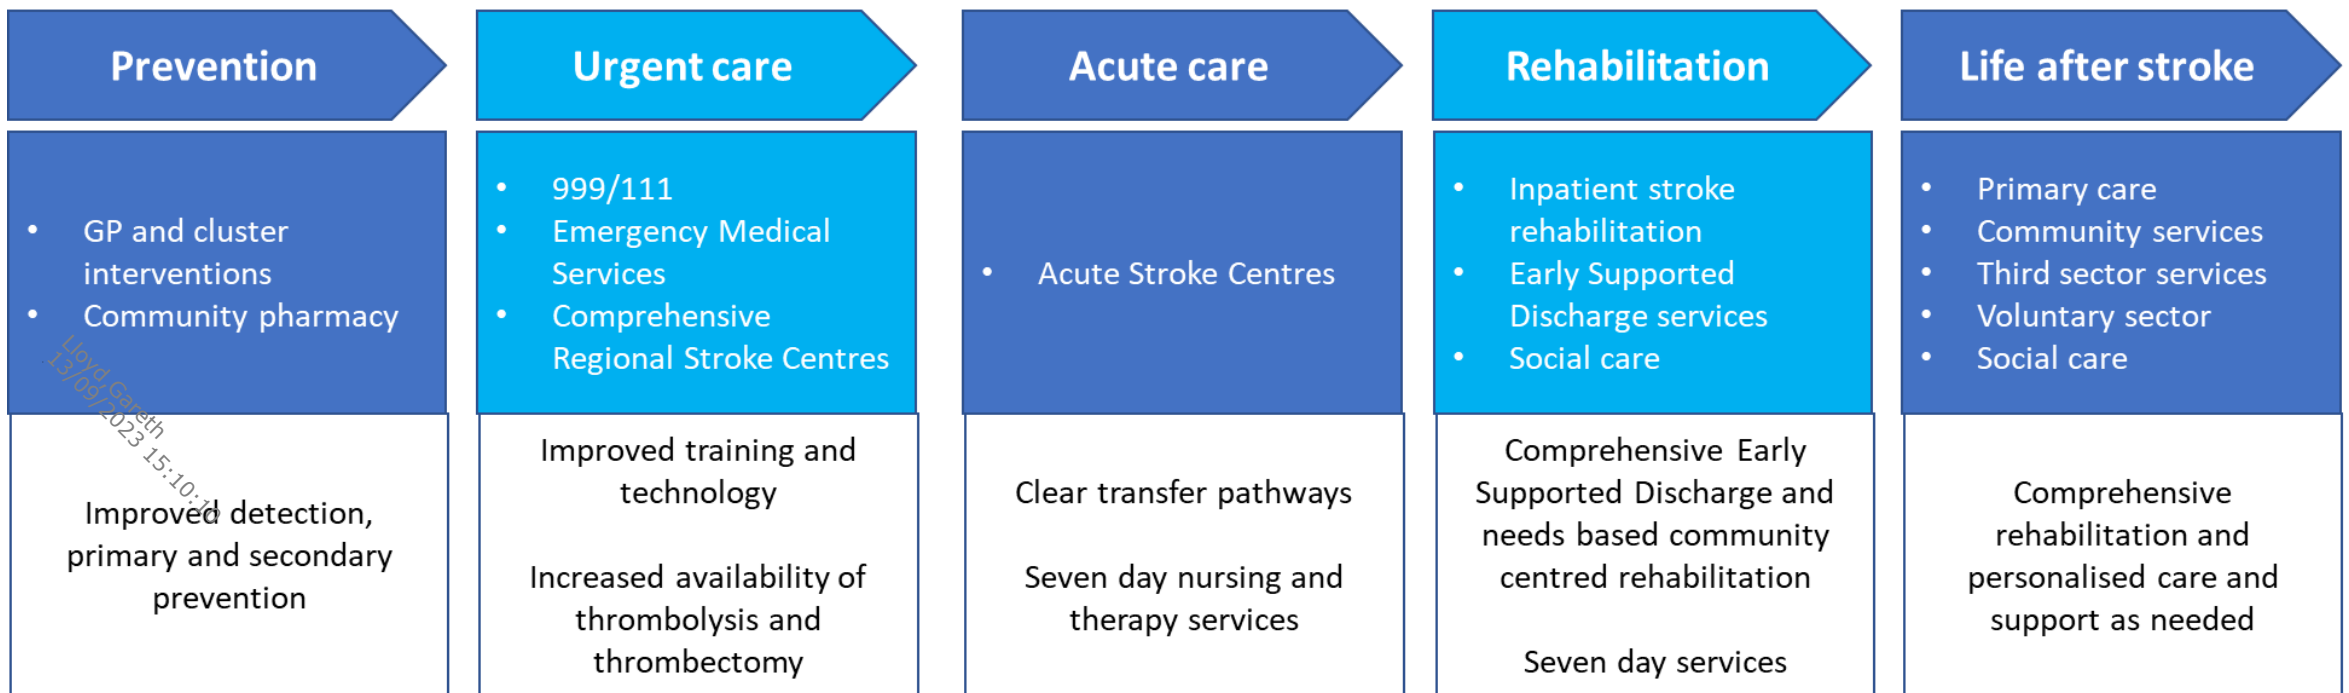 Prevention
Urgent care
Acute care
Rehabilitation
Life after stroke
• GP and cluster
interventions
• Community pharmacy
• 999/111
• Emergency Medical
Services
• Comprehensive
Regional Stroke Centres
• Acute Stroke Centres
• Inpatient stroke
rehabilitation
• Early Supported
Discharge services
• Social care
• Primary care
• Community services
• Third sector services
• Voluntary sector
• Social care
Improved detection,
primary and secondary
prevention
Improved training and
technology
Increased availability of
thrombolysis and
thrombectomy
Clear transfer pathways
Seven day nursing and
therapy services
Comprehensive Early
Supported Discharge and
needs based community
centred rehabilitation
Seven day services
Comprehensive
rehabilitation and
personalised care and
support as needed
Lloyd,Gareth
13/09/2023 15:10:10